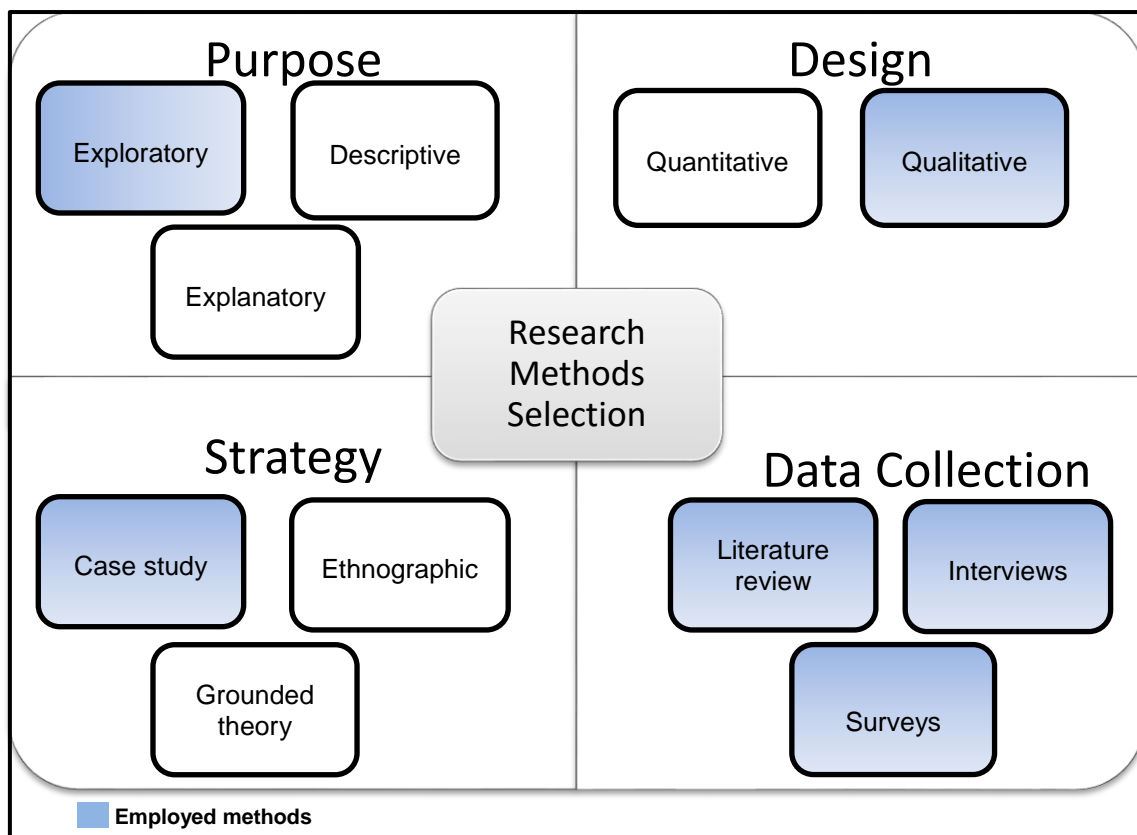 Purpose
Exploratory
Descriptive
Explanatory
Design
Quantitative
Qualitative
Research
Methods
Selection
Strategy
Case study
Ethnographic
Grounded
theory
Data Collection
Literature
review
Interviews
Surveys
Employed methods